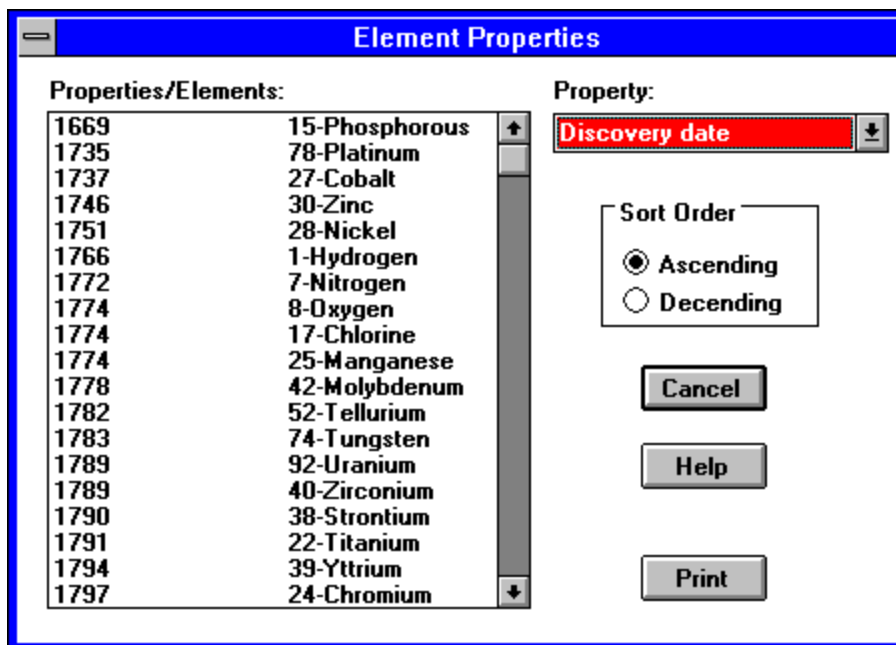 Element Properties
Properties/Elements:
1669 15-Phosphorous
1735 78-Platinum
1737 27-Cobalt
1746 30-Zinc
1751 28-Nickel
1766 1-Hydrogen
1772 7-Nitrogen
1774 8-Oxygen
1774 17-Chlorine
1774 25-Manganese
1778 42-Molybdenum
1782 52-Tellurium
1783 74-Tungsten
1789 92-Uranium
1789 40-Zirconium
1790 38-Strontium
1791 22-Titanium
1794 39-Yttrium
1797 24-Chromium
Property:
Discovery date
Sort Order
Ascending
Decending
Cancel
Help
Print